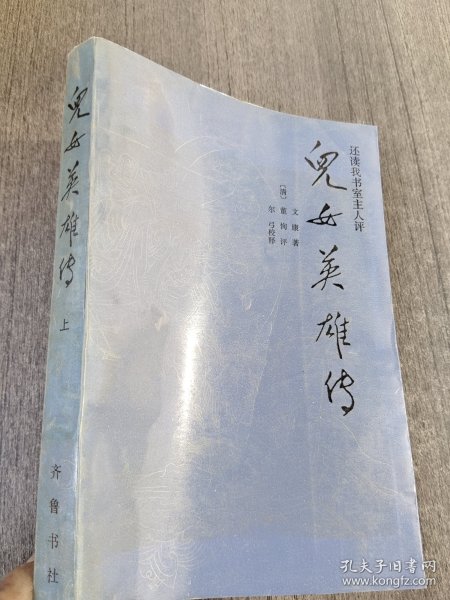 兒女英雄传
上
齐鲁书社
还读我书室主人评
兒女英雄传
〔清〕
文康著
董恂评
尔弓校释
孔夫子旧书网
www.kongfz.com